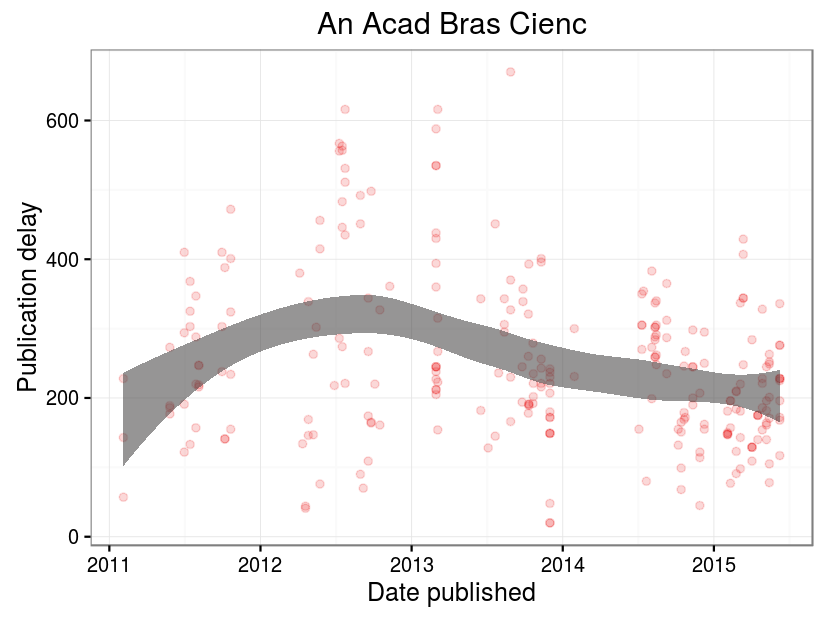 An Acad Bras Cienc
Publication delay
600
400
200
0
2011 2012 2013 2014 2015
Date published